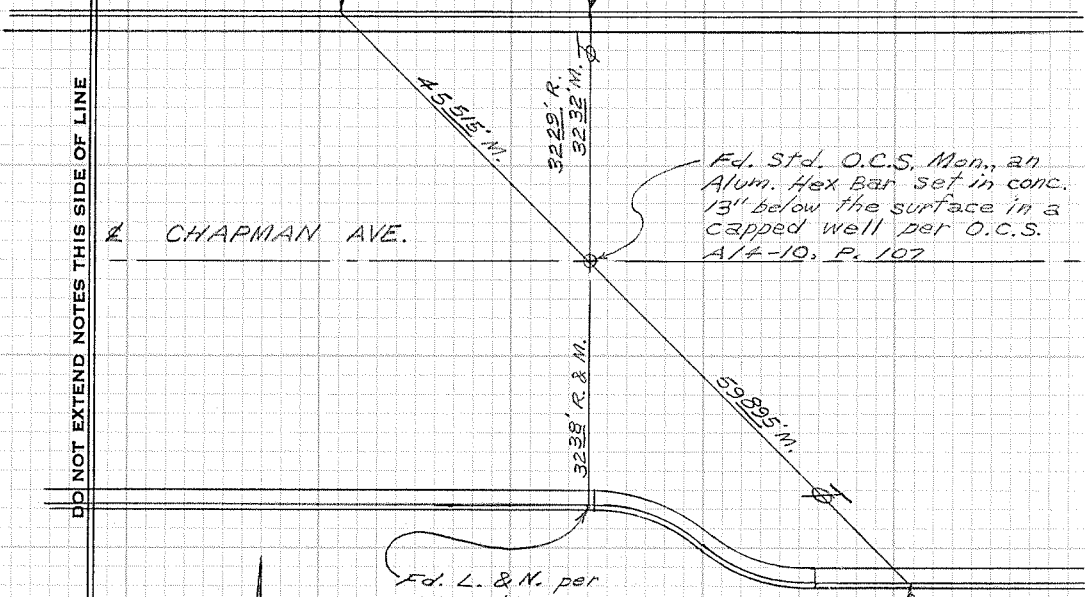 DO NOT EXTEND NOTES THIS SIDE OF LINE
45.515' M.
32.29' R.
32.32' M.
Fd. Std. O.C.S. Mon., an
Alum. Hex Bar set in conc.
13" below the surface in a
capped well per O.C.S.
A14-10, P. 107
℄ CHAPMAN AVE.
32.38' R. & M.
59.895' M.
Fd. L. & N. per